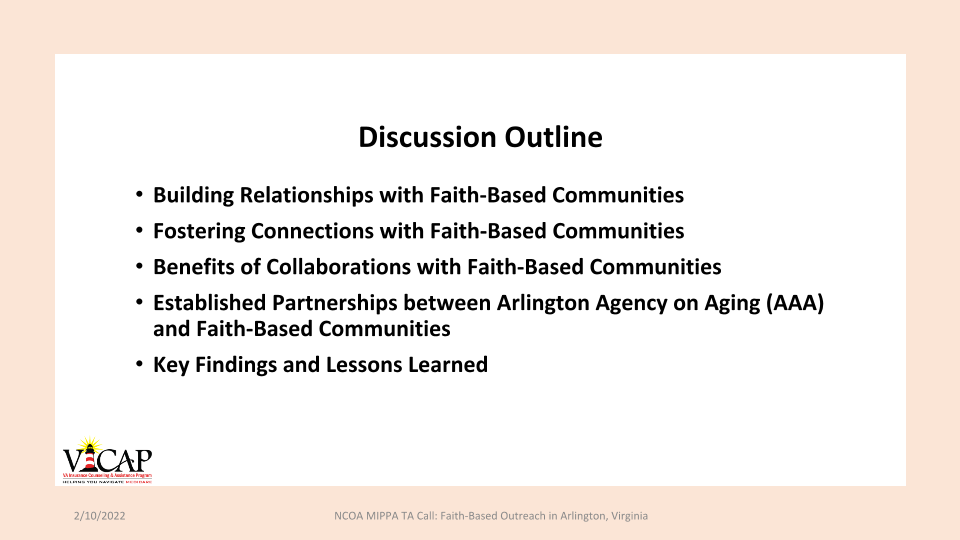 Discussion Outline
• Building Relationships with Faith-Based Communities
• Fostering Connections with Faith-Based Communities
• Benefits of Collaborations with Faith-Based Communities
• Established Partnerships between Arlington Agency on Aging (AAA)
and Faith-Based Communities
• Key Findings and Lessons Learned
VICAP
VA Insurance Counseling & Assistance Program
HELPING YOU NAVIGATE MEDICARE
2/10/2022
NCOA MIPPA TA Call: Faith-Based Outreach in Arlington, Virginia